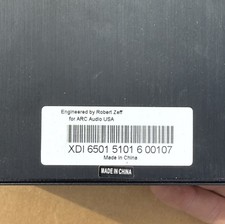 Engineered by Robert Zeff
for ARC Audio USA
XDI 6501 5101 6 00107
Made in China
MADE IN CHINA